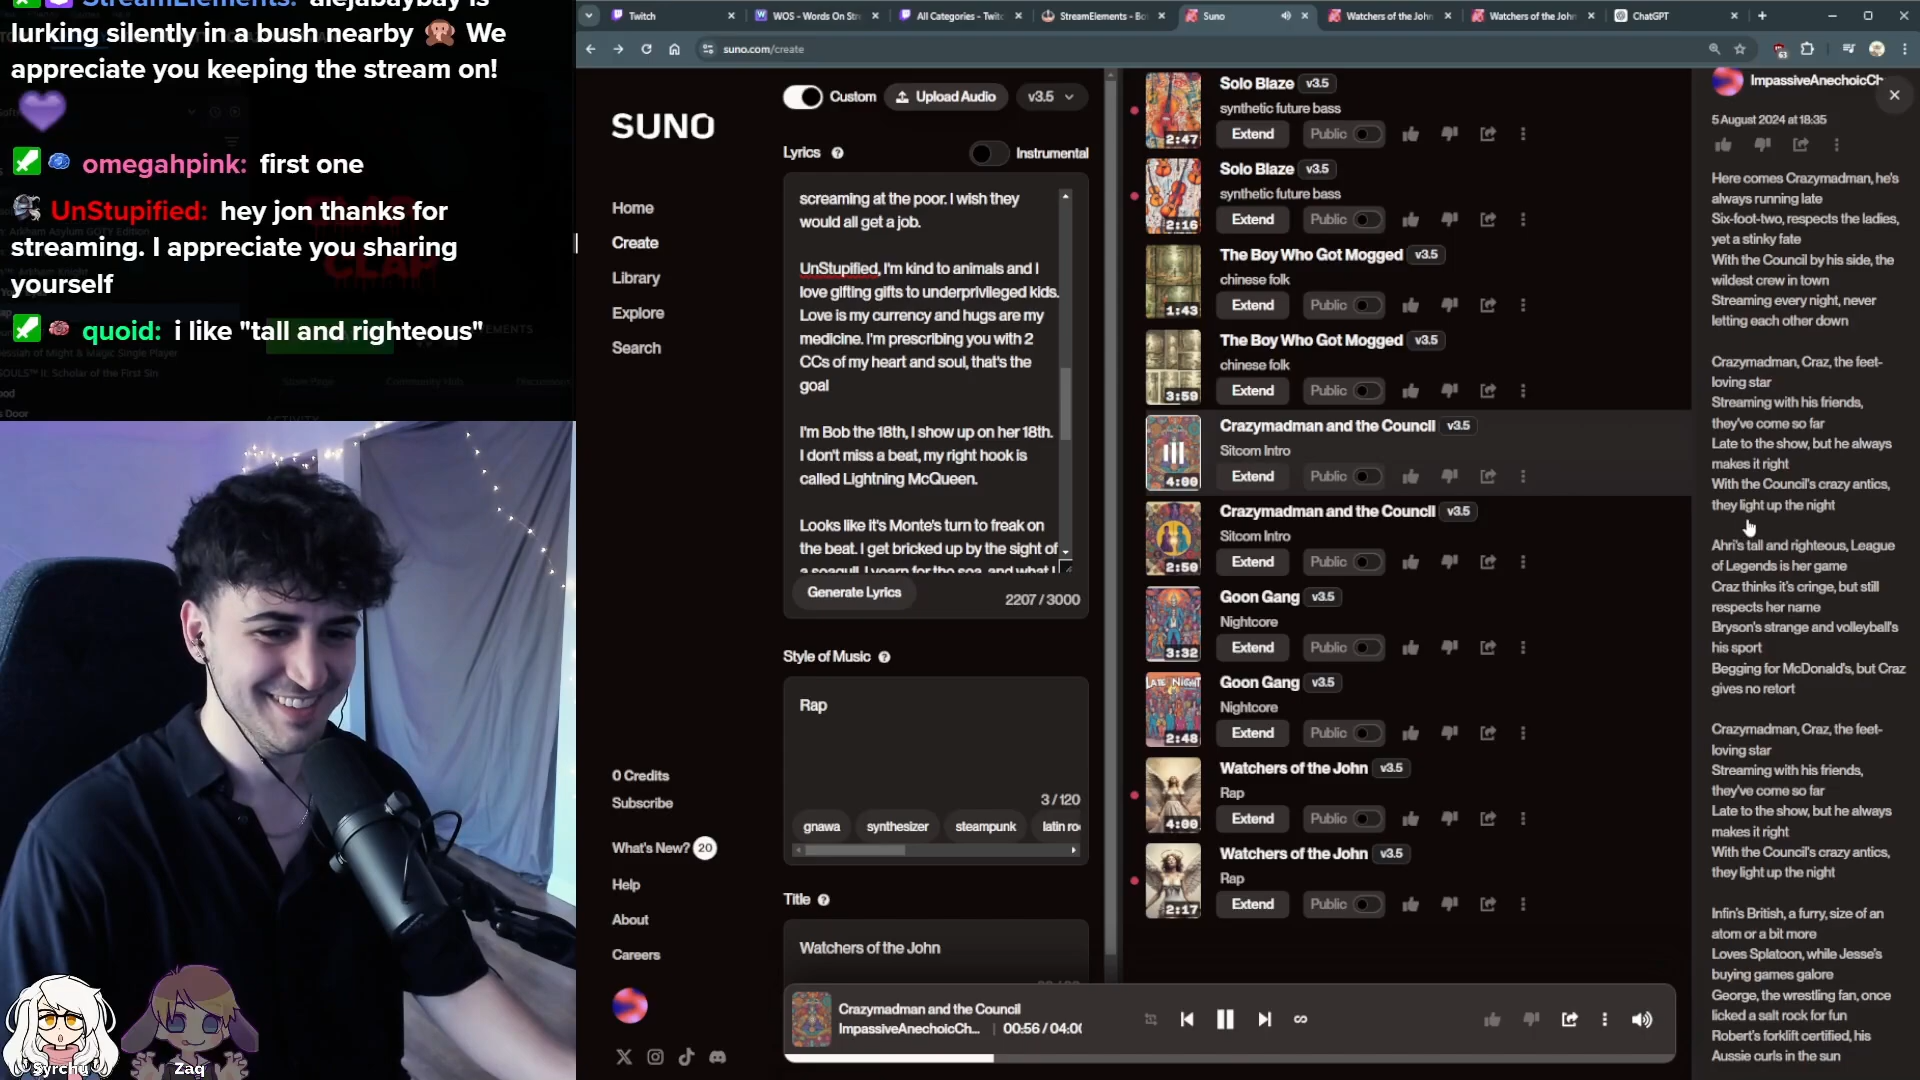 StreamElements: alejabaybay is
lurking silently in a bush nearby 🙊 We
appreciate you keeping the stream on!
💜
omegahpink: first one
UnStupified: hey jon thanks for
streaming. I appreciate you sharing
yourself
quoid: i like "tall and righteous"
Syrchu
Zaq
Twitch
WOS - Words On Str
All Categories - Twitc
StreamElements - Bo
Suno
Watchers of the John
Watchers of the John
ChatGPT
suno.com/create
SUNO
Home
Create
Library
Explore
Search
0 Credits
Subscribe
What's New? 20
Help
About
Careers
Custom
Upload Audio
v3.5
Lyrics
Instrumental
screaming at the poor. I wish they
would all get a job.
UnStupified, I'm kind to animals and I
love gifting gifts to underprivileged kids.
Love is my currency and hugs are my
medicine. I'm prescribing you with 2
CCs of my heart and soul, that's the
goal
I'm Bob the 18th, I show up on her 18th.
I don't miss a beat, my right hook is
called Lightning McQueen.
Looks like it's Monte's turn to freak on
the beat. I get bricked up by the sight of
a seagull. I yearn for the sea, and what I
Generate Lyrics
2207 / 3000
Style of Music
Rap
3 / 120
gnawa
synthesizer
steampunk
latin ro
Title
Watchers of the John
Solo Blaze v3.5
synthetic future bass
2:47
Extend
Public
Solo Blaze v3.5
synthetic future bass
2:16
Extend
Public
The Boy Who Got Mogged v3.5
chinese folk
1:43
Extend
Public
The Boy Who Got Mogged v3.5
chinese folk
3:59
Extend
Public
Crazymadman and the Council v3.5
Sitcom Intro
4:00
Extend
Public
Crazymadman and the Council v3.5
Sitcom Intro
2:50
Extend
Public
Goon Gang v3.5
Nightcore
3:32
Extend
Public
Goon Gang v3.5
Nightcore
2:48
Extend
Public
Watchers of the John v3.5
Rap
4:00
Extend
Public
Watchers of the John v3.5
Rap
2:17
Extend
Public
Crazymadman and the Council
ImpassiveAnechoicCh...
00:56 / 04:00
ImpassiveAnechoicCh
5 August 2024 at 18:35
Here comes Crazymadman, he's
always running late
Six-foot-two, respects the ladies,
yet a stinky fate
With the Council by his side, the
wildest crew in town
Streaming every night, never
letting each other down
Crazymadman, Craz, the feet-
loving star
Streaming with his friends,
they've come so far
Late to the show, but he always
makes it right
With the Council's crazy antics,
they light up the night
Ahri's tall and righteous, League
of Legends is her game
Craz thinks it's cringe, but still
respects her name
Bryson's strange and volleyball's
his sport
Begging for McDonald's, but Craz
gives no retort
Crazymadman, Craz, the feet-
loving star
Streaming with his friends,
they've come so far
Late to the show, but he always
makes it right
With the Council's crazy antics,
they light up the night
Infin's British, a furry, size of an
atom or a bit more
Loves Splatoon, while Jesse's
buying games galore
George, the wrestling fan, once
licked a salt rock for fun
Robert's forklift certified, his
Aussie curls in the sun